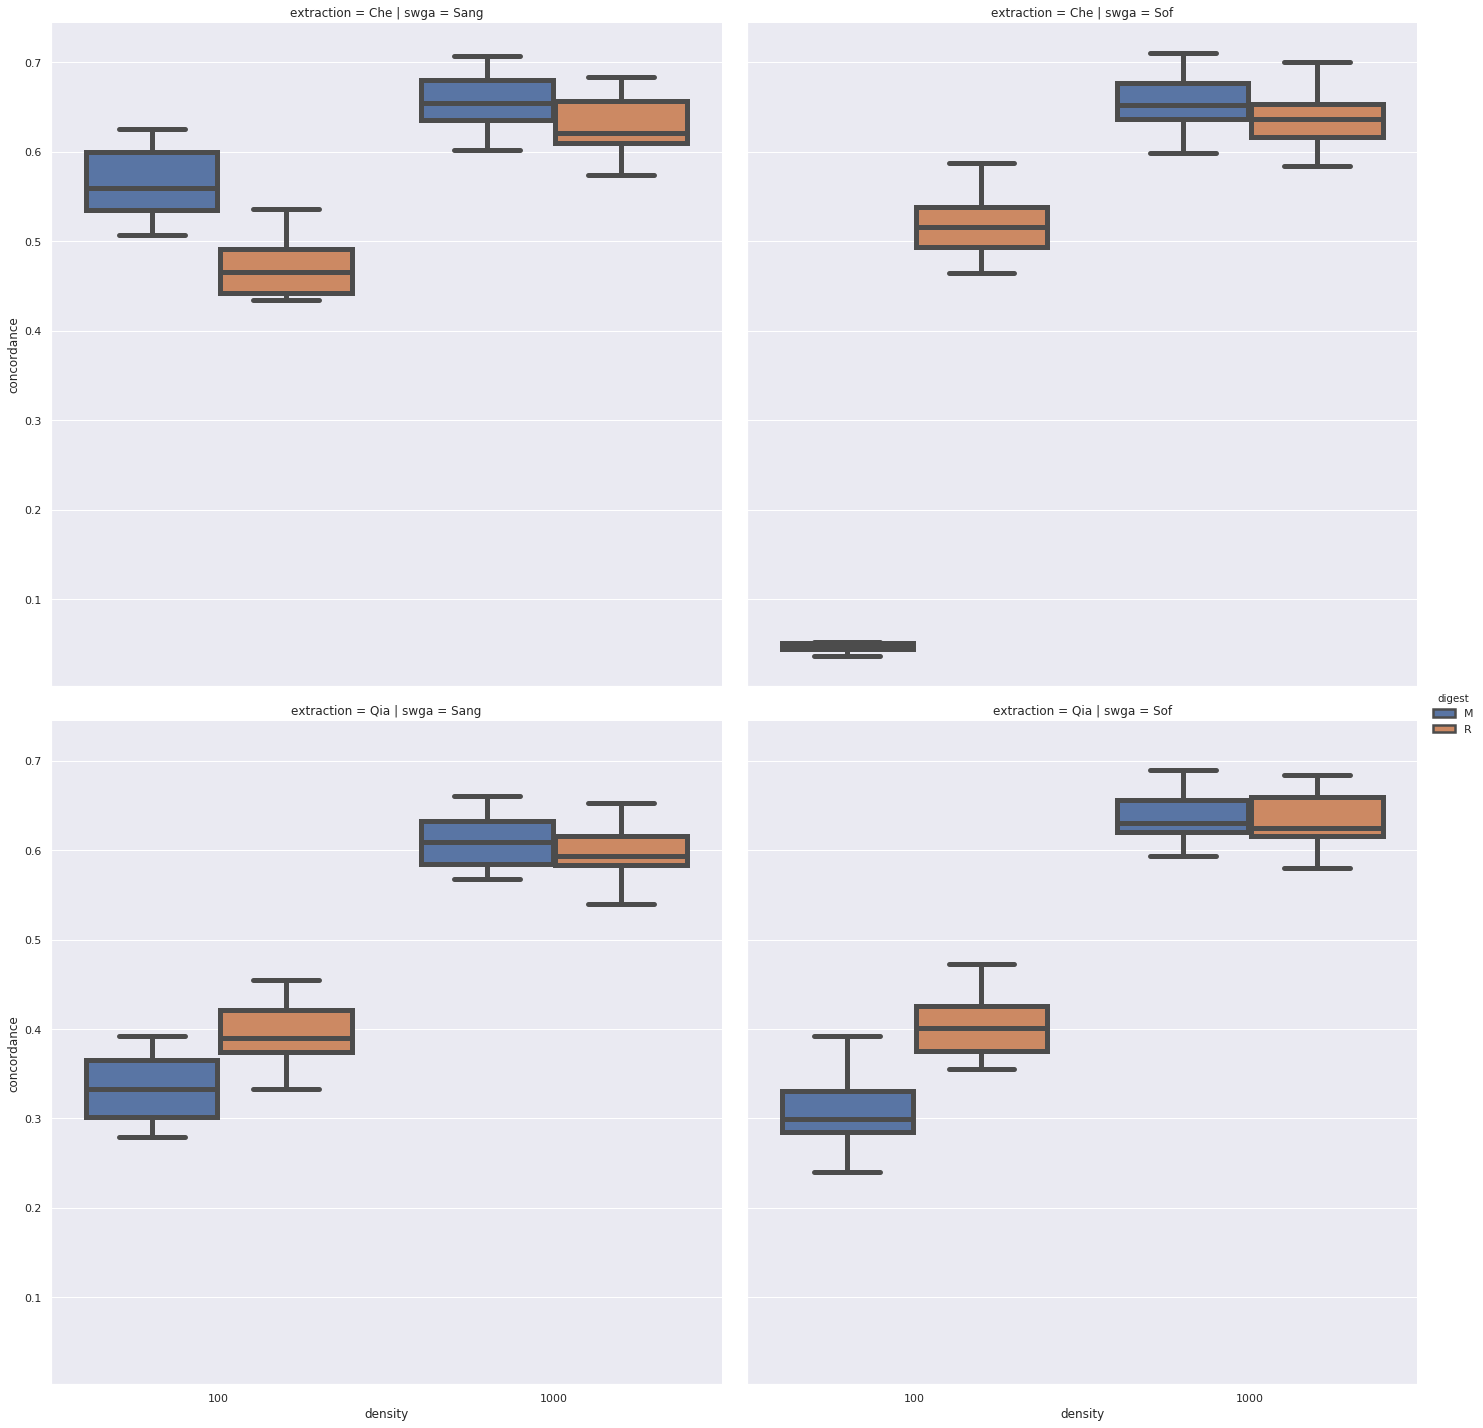 extraction = Che | swga = Sang
extraction = Che | swga = Sof
0.7
0.6
0.5
0.4
0.3
0.2
0.1
concordance
extraction = Qia | swga = Sang
extraction = Qia | swga = Sof
digest
M
R
0.7
0.6
0.5
0.4
0.3
0.2
0.1
concordance
100
1000
100
1000
density
density